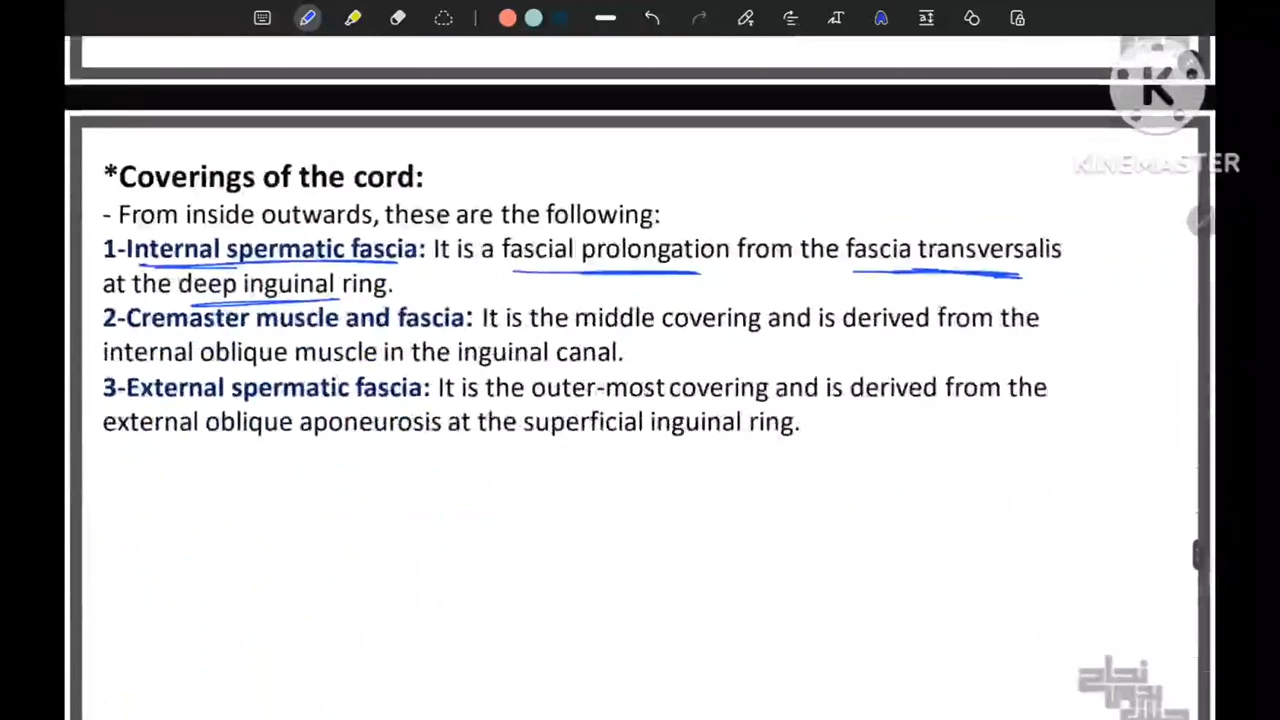 KINEMASTER
*Coverings of the cord:
- From inside outwards, these are the following:
1-Internal spermatic fascia: It is a fascial prolongation from the fascia transversalis
at the deep inguinal ring.
2-Cremaster muscle and fascia: It is the middle covering and is derived from the
internal oblique muscle in the inguinal canal.
3-External spermatic fascia: It is the outer-most covering and is derived from the
external oblique aponeurosis at the superficial inguinal ring.